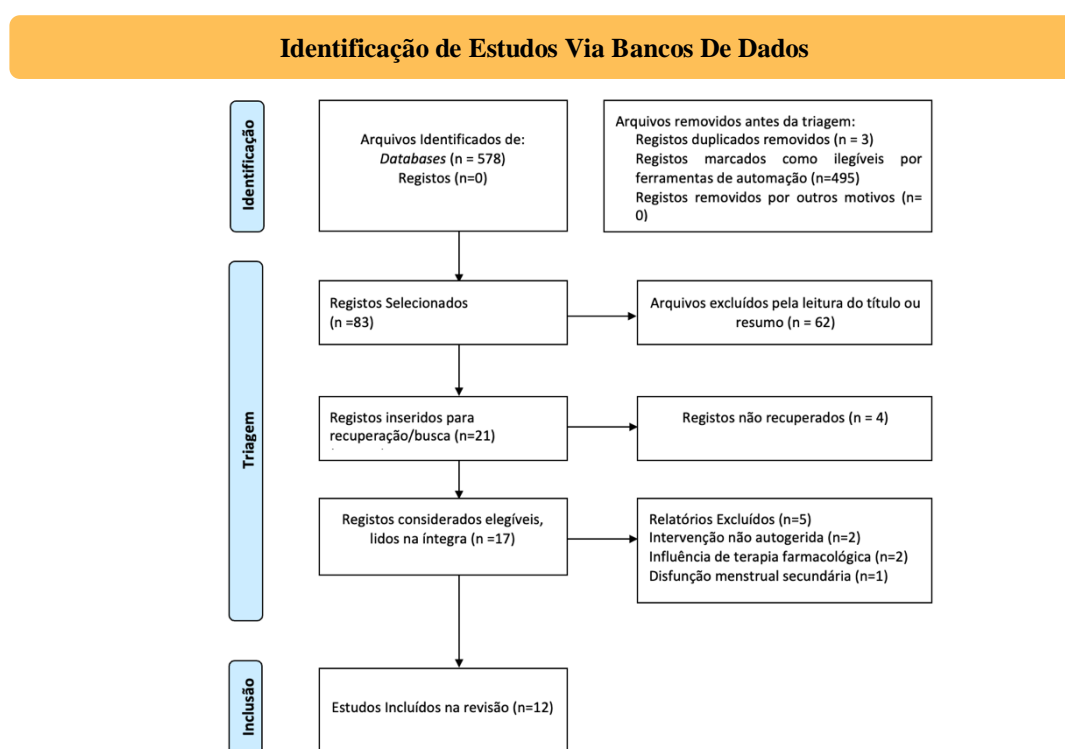 Identificação de Estudos Via Bancos De Dados
Identificação
Arquivos Identificados de:
Databases (n = 578)
Registos (n=0)
Arquivos removidos antes da triagem:
Registos duplicados removidos (n = 3)
Registos marcados como ilegíveis por
ferramentas de automação (n=495)
Registos removidos por outros motivos (n=
0)
Triagem
Registos Selecionados
(n =83)
Arquivos excluídos pela leitura do título ou
resumo (n = 62)
Registos inseridos para
recuperação/busca (n=21)
Registos não recuperados (n = 4)
Registos considerados elegíveis,
lidos na íntegra (n =17)
Relatórios Excluídos (n=5)
Intervenção não autogerida (n=2)
Influência de terapia farmacológica (n=2)
Disfunção menstrual secundária (n=1)
Inclusão
Estudos Incluídos na revisão (n=12)